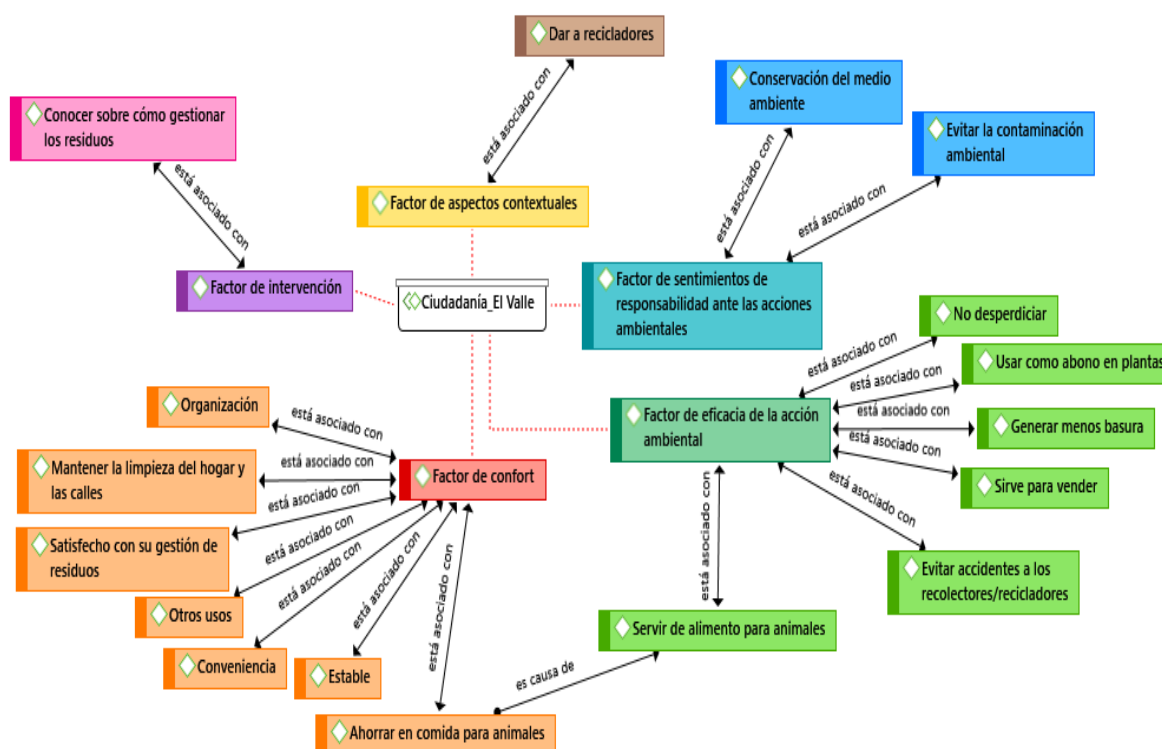 Dar a recicladores
Conservación del medio
ambiente
Conocer sobre cómo gestionar
los residuos
Evitar la contaminación
ambiental
está asociado con
está asociado con
está asociado con
está asociado con
Factor de aspectos contextuales
Factor de intervención
Ciudadanía_El Valle
Factor de sentimientos de
responsabilidad ante las acciones
ambientales
No desperdiciar
está asociado con
Usar como abono en plantas
está asociado con
Factor de eficacia de la acción
ambiental
está asociado con
Generar menos basura
está asociado con
Sirve para vender
está asociado con
Evitar accidentes a los
recolectores/recicladores
está asociado con
Servir de alimento para animales
Organización
está asociado con
Mantener la limpieza del hogar y
las calles
está asociado con
Factor de confort
Satisfecho con su gestión de
residuos
está asociado con
Otros usos
está asociado con
Conveniencia
está asociado con
Estable
está asociado con
está asociado con
Ahorrar en comida para animales
es causa de